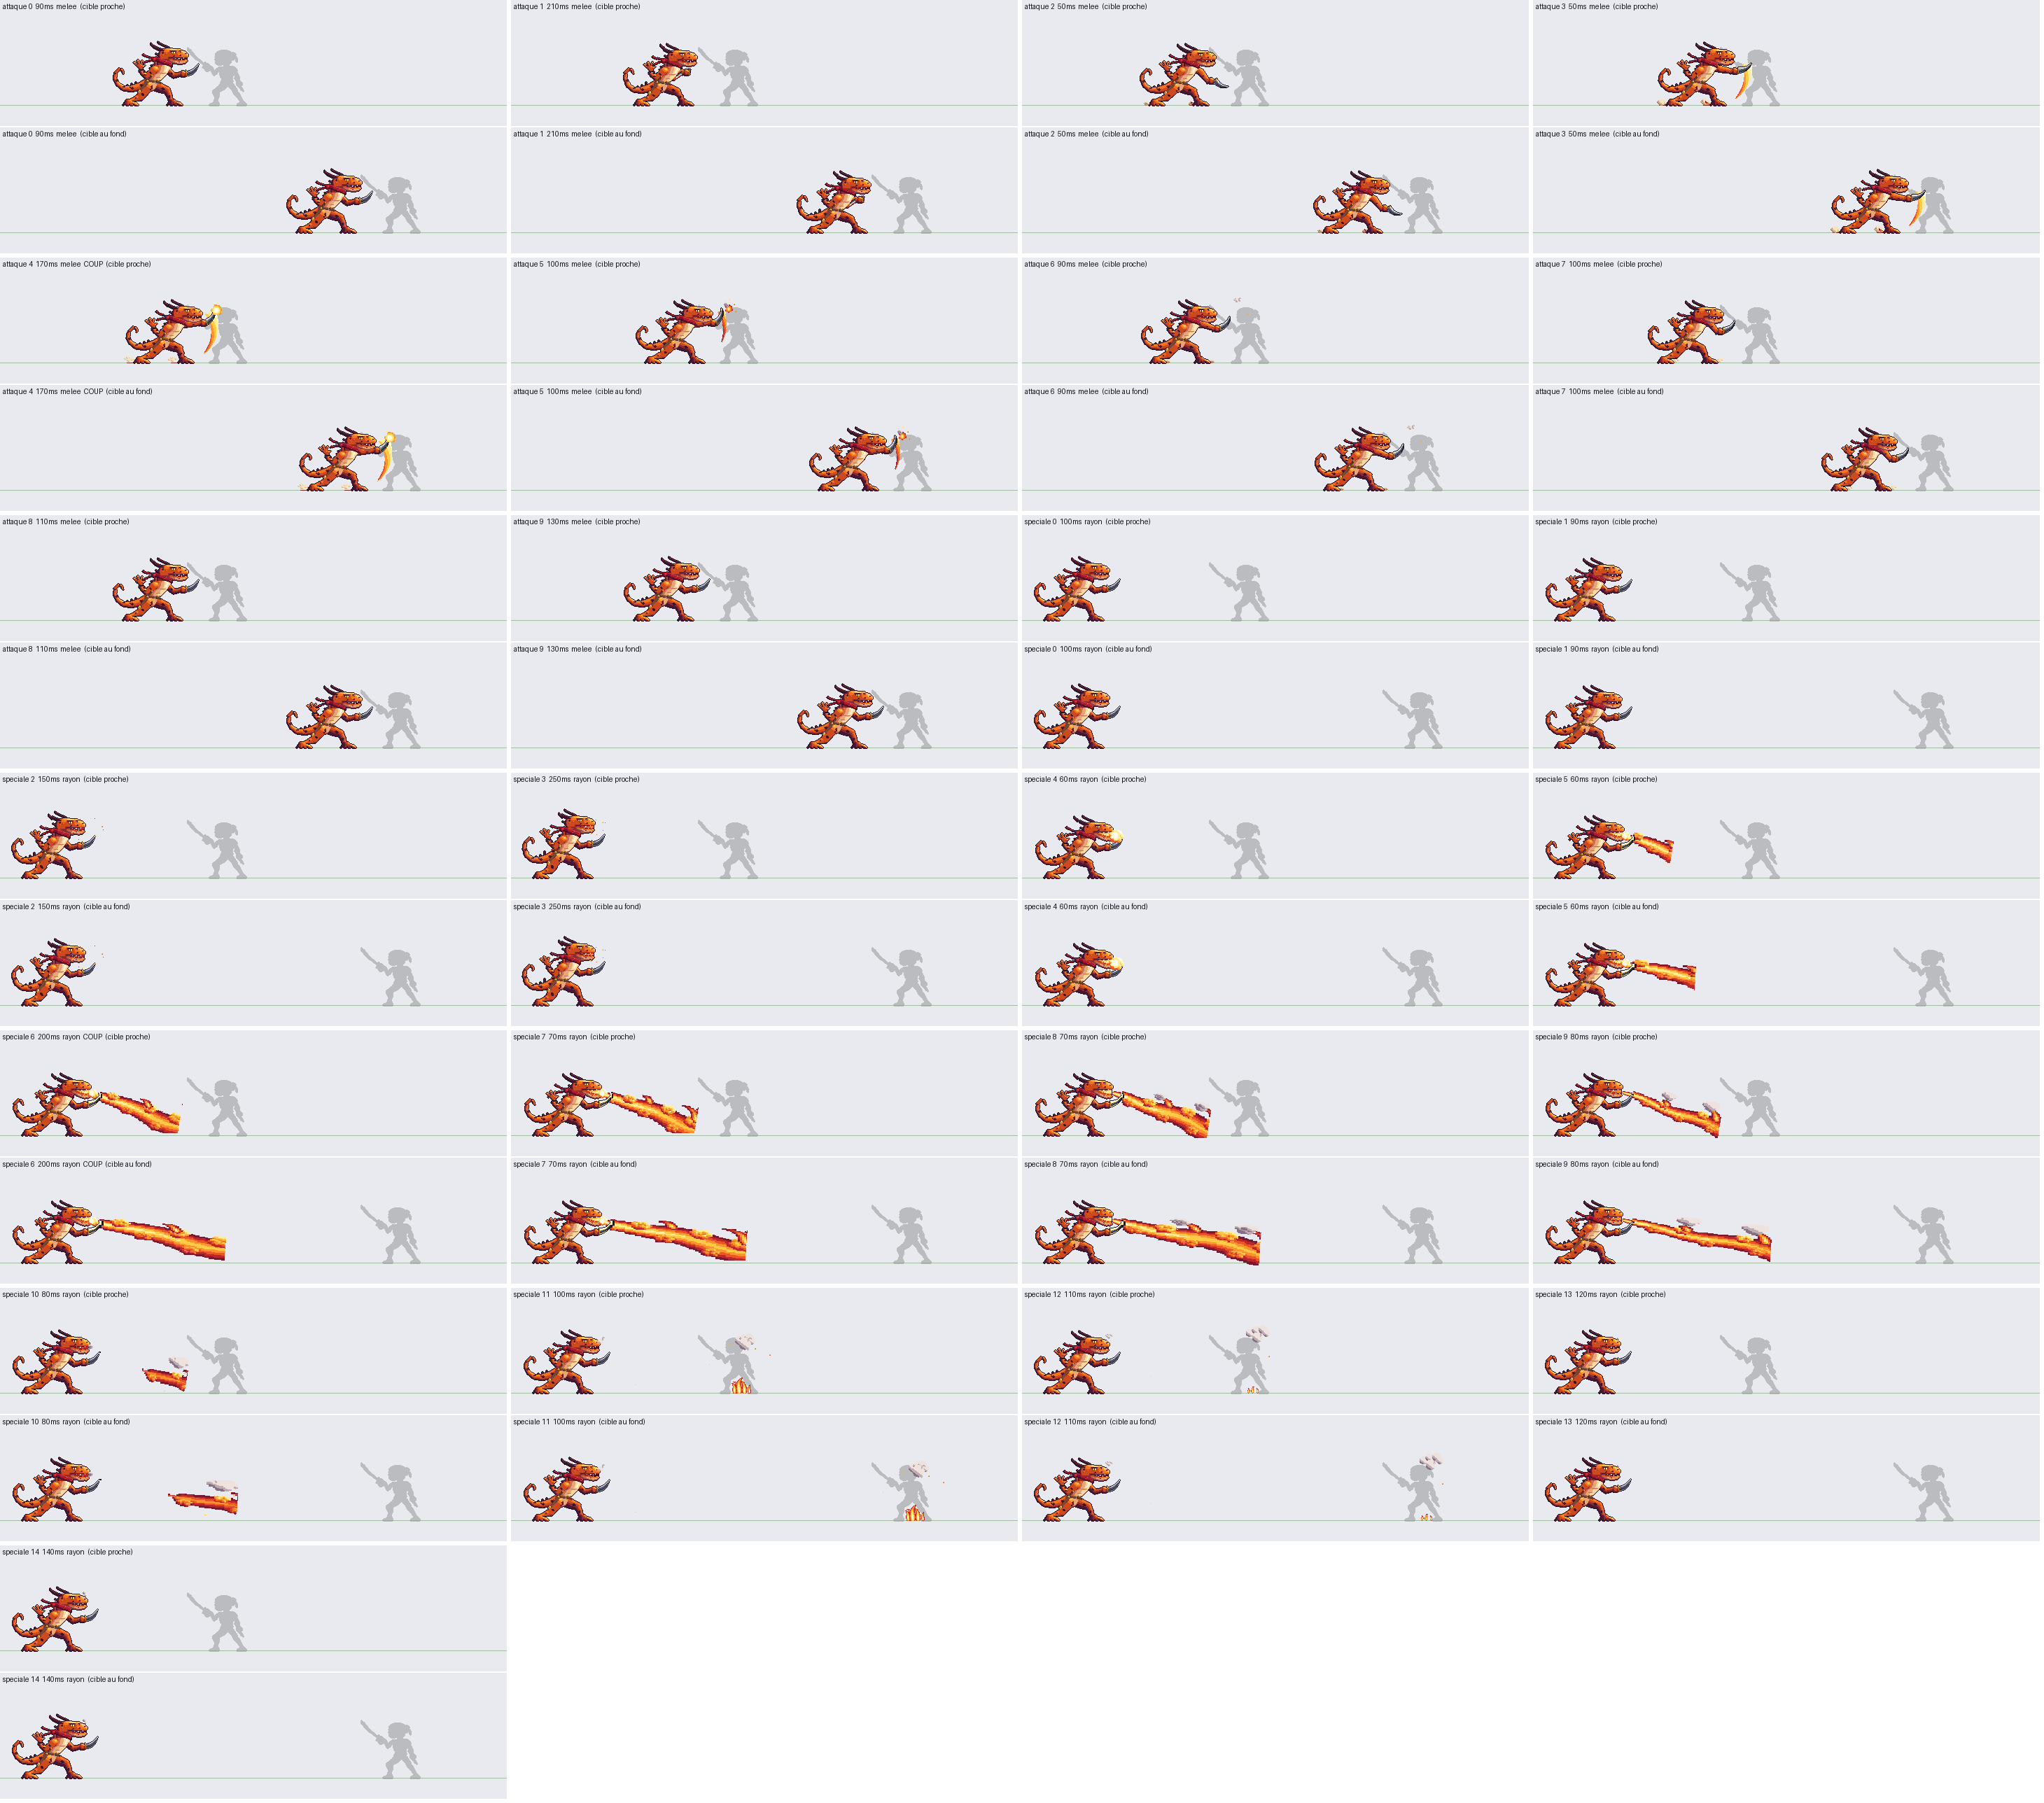 attaque 0 90ms melee (cible proche)
attaque 1 210ms melee (cible proche)
attaque 2 50ms melee (cible proche)
attaque 3 50ms melee (cible proche)
attaque 0 90ms melee (cible au fond)
attaque 1 210ms melee (cible au fond)
attaque 2 50ms melee (cible au fond)
attaque 3 50ms melee (cible au fond)
attaque 4 170ms melee COUP (cible proche)
attaque 5 100ms melee (cible proche)
attaque 6 90ms melee (cible proche)
attaque 7 100ms melee (cible proche)
attaque 4 170ms melee COUP (cible au fond)
attaque 5 100ms melee (cible au fond)
attaque 6 90ms melee (cible au fond)
attaque 7 100ms melee (cible au fond)
attaque 8 110ms melee (cible proche)
attaque 9 130ms melee (cible proche)
speciale 0 100ms rayon (cible proche)
speciale 1 90ms rayon (cible proche)
attaque 8 110ms melee (cible au fond)
attaque 9 130ms melee (cible au fond)
speciale 0 100ms rayon (cible au fond)
speciale 1 90ms rayon (cible au fond)
speciale 2 150ms rayon (cible proche)
speciale 3 250ms rayon (cible proche)
speciale 4 60ms rayon (cible proche)
speciale 5 60ms rayon (cible proche)
speciale 2 150ms rayon (cible au fond)
speciale 3 250ms rayon (cible au fond)
speciale 4 60ms rayon (cible au fond)
speciale 5 60ms rayon (cible au fond)
speciale 6 200ms rayon COUP (cible proche)
speciale 7 70ms rayon (cible proche)
speciale 8 70ms rayon (cible proche)
speciale 9 80ms rayon (cible proche)
speciale 6 200ms rayon COUP (cible au fond)
speciale 7 70ms rayon (cible au fond)
speciale 8 70ms rayon (cible au fond)
speciale 9 80ms rayon (cible au fond)
speciale 10 80ms rayon (cible proche)
speciale 11 100ms rayon (cible proche)
speciale 12 110ms rayon (cible proche)
speciale 13 120ms rayon (cible proche)
speciale 10 80ms rayon (cible au fond)
speciale 11 100ms rayon (cible au fond)
speciale 12 110ms rayon (cible au fond)
speciale 13 120ms rayon (cible au fond)
speciale 14 140ms rayon (cible proche)
speciale 14 140ms rayon (cible au fond)